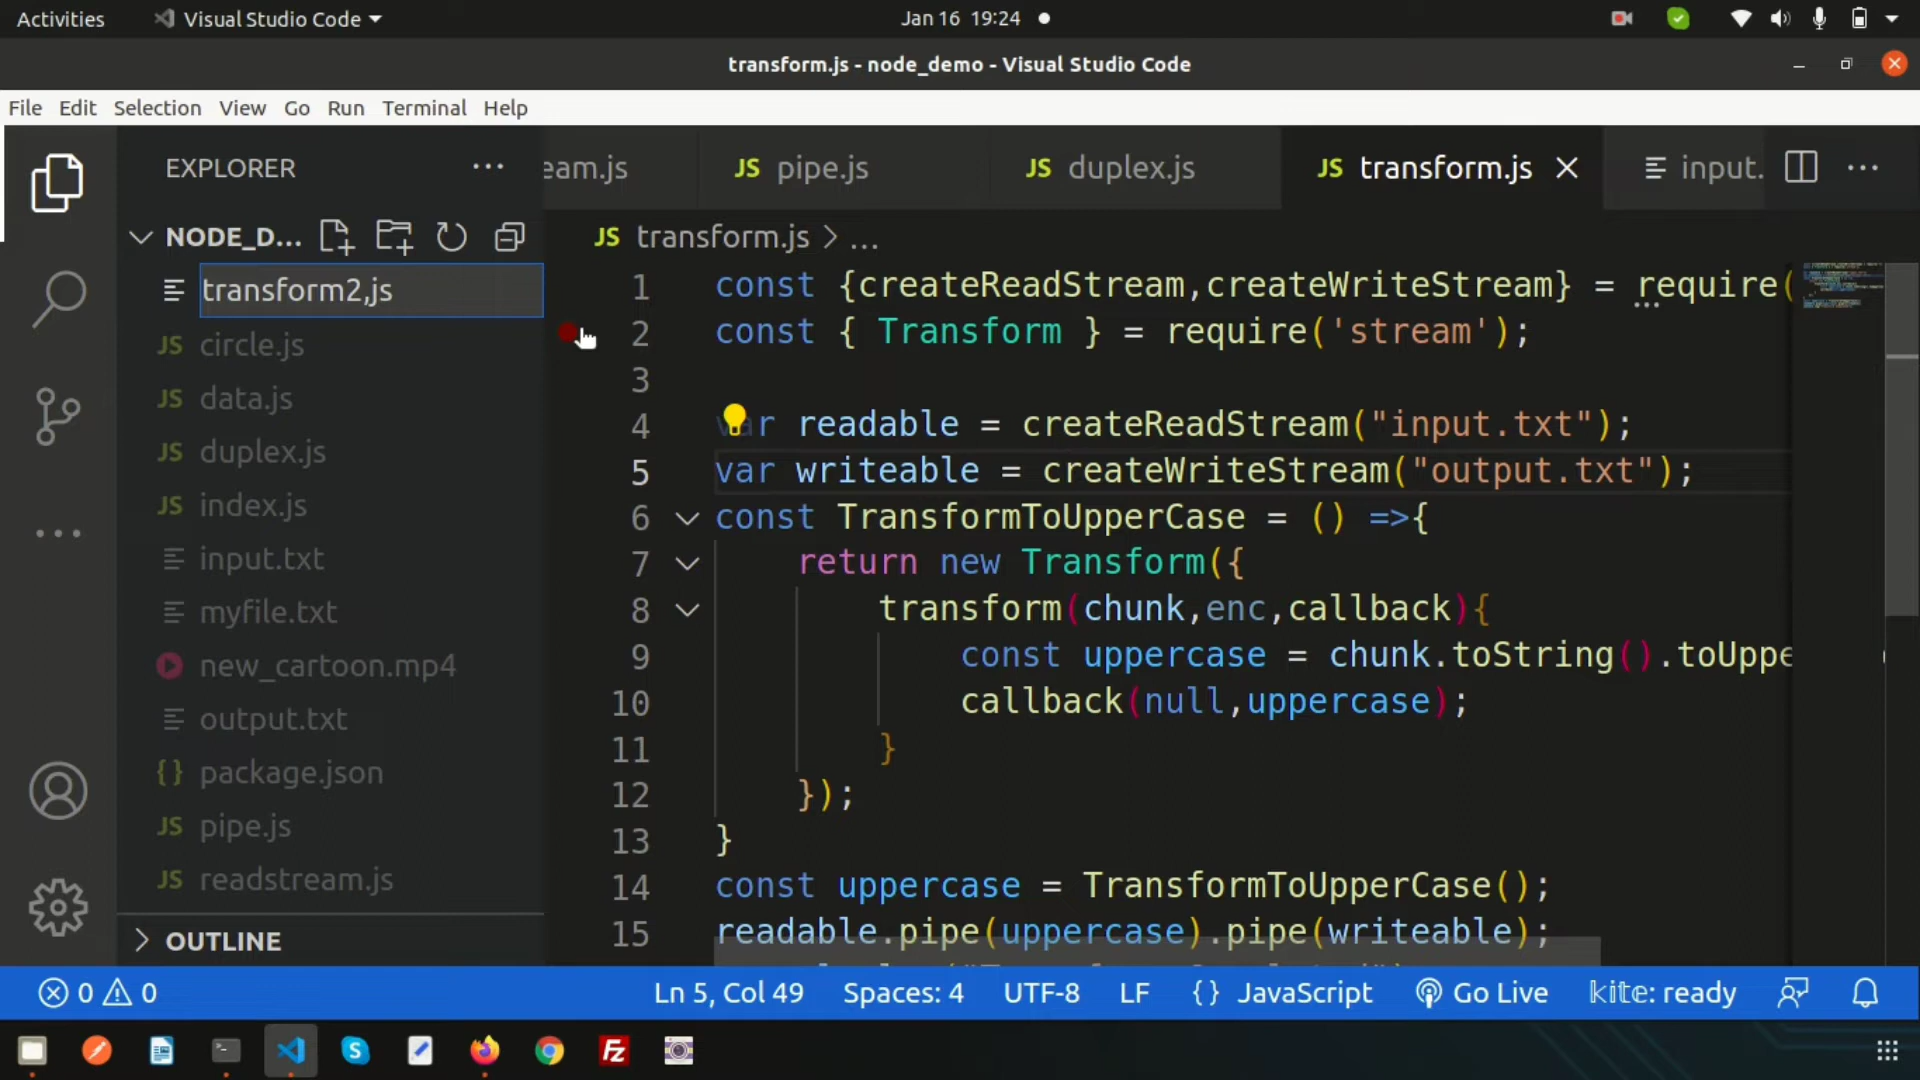 Activities
Visual Studio Code
Jan 16 19:24
transform.js - node_demo - Visual Studio Code
File Edit Selection View Go Run Terminal Help
EXPLORER
eam.js
JS pipe.js
JS duplex.js
JS transform.js
input.
NODE_D...
JS transform.js > ...
transform2,js
JS circle.js
JS data.js
JS duplex.js
JS index.js
input.txt
myfile.txt
new_cartoon.mp4
output.txt
{} package.json
JS pipe.js
JS readstream.js
OUTLINE
1 const {createReadStream,createWriteStream} = require(
2 const { Transform } = require('stream');
3
4 var readable = createReadStream("input.txt");
5 var writeable = createWriteStream("output.txt");
6 const TransformToUpperCase = () =>{
7 return new Transform({
8 transform(chunk,enc,callback){
9 const uppercase = chunk.toString().toUppe
10 callback(null,uppercase);
11 }
12 });
13 }
14 const uppercase = TransformToUpperCase();
15 readable.pipe(uppercase).pipe(writeable);
0 0
Ln 5, Col 49
Spaces: 4
UTF-8
LF
{} JavaScript
Go Live
kite: ready